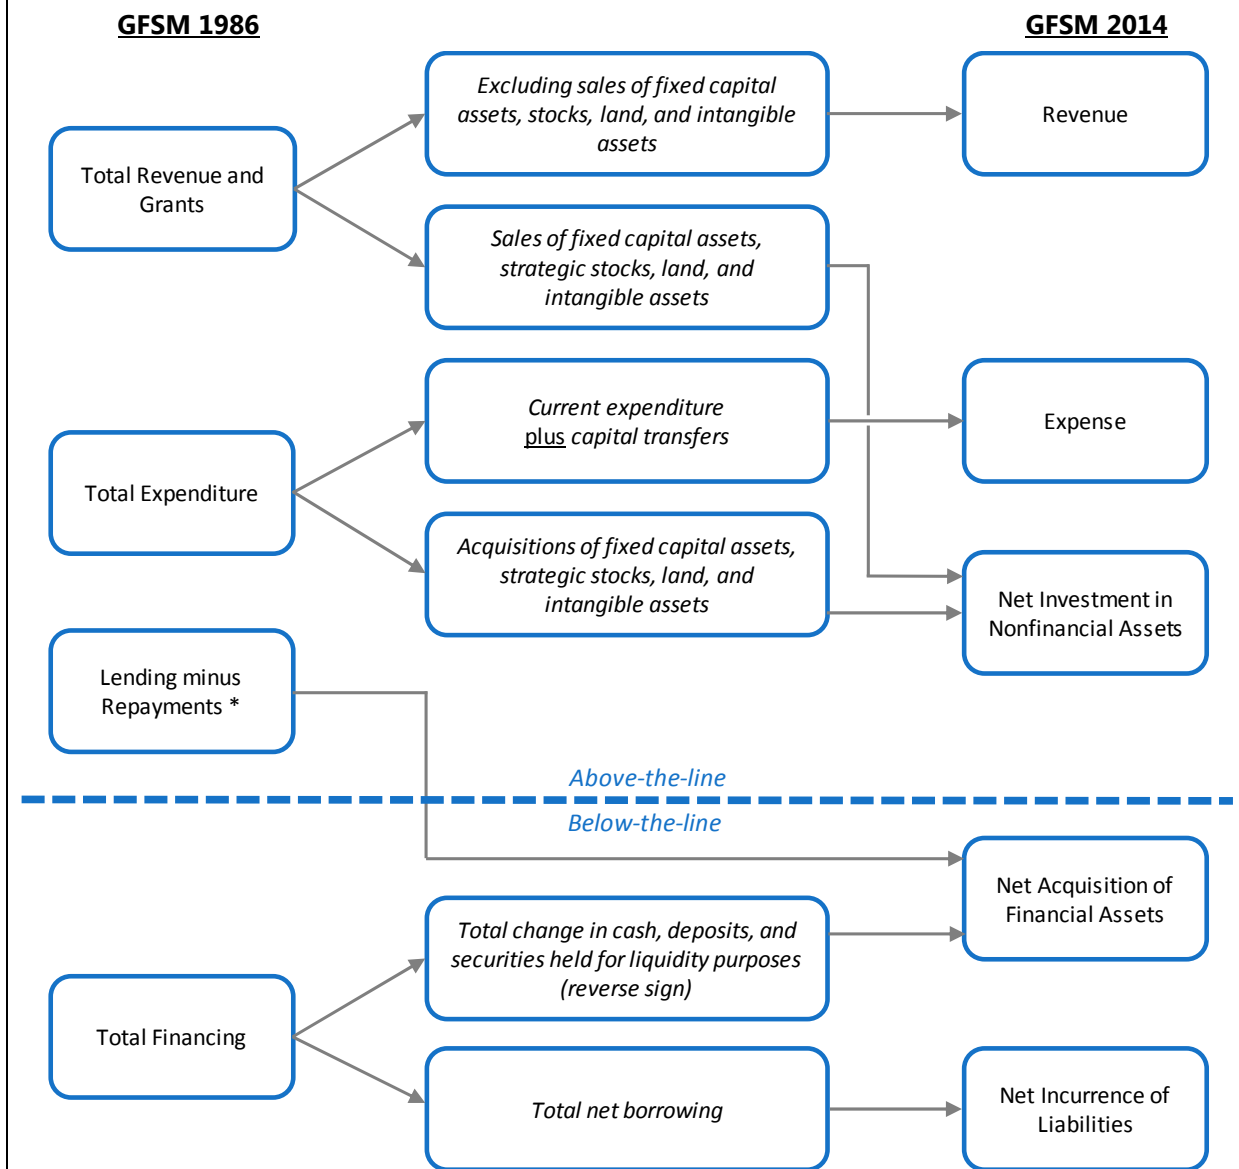 GFSM 1986
GFSM 2014
Excluding sales of fixed capital
assets, stocks, land, and intangible
assets
Revenue
Total Revenue and
Grants
Sales of fixed capital assets,
strategic stocks, land, and
intangible assets
Current expenditure
plus capital transfers
Expense
Total Expenditure
Acquisitions of fixed capital assets,
strategic stocks, land, and
intangible assets
Net Investment in
Nonfinancial Assets
Lending minus
Repayments *
Above-the-line
Below-the-line
Net Acquisition of
Financial Assets
Total change in cash, deposits, and
securities held for liquidity purposes
(reverse sign)
Total Financing
Total net borrowing
Net Incurrence of
Liabilities